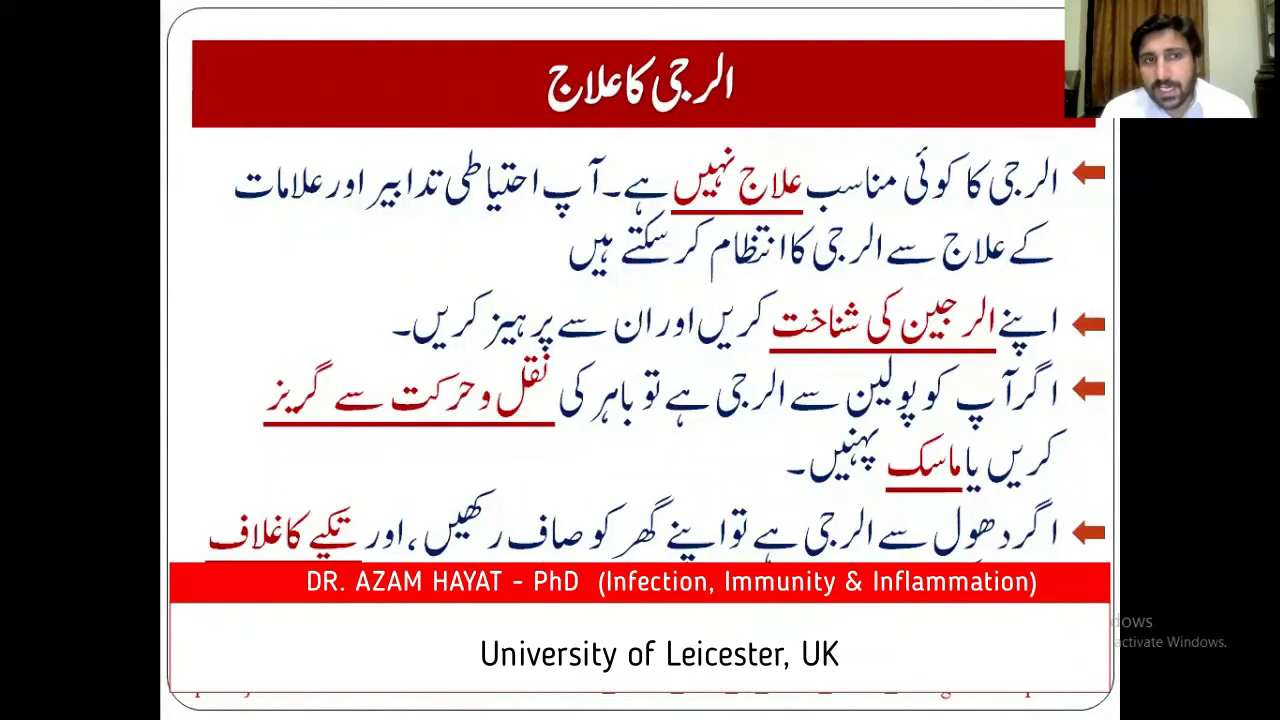 الرجی کا علاج
الرجی کا کوئی مناسب علاج نہیں ہے۔ آپ احتیاطی تدابیر اور علامات
کے علاج سے الرجی کا انتظام کر سکتے ہیں
اپنے الرجین کی شناخت کریں اور ان سے پرہیز کریں۔
اگر آپ کو پولین سے الرجی ہے تو باہر کی نقل و حرکت سے گریز
کریں یا ماسک پہنیں۔
اگر دھول سے الرجی ہے تو اپنے گھر کو صاف رکھیں، اور تکیے کا غلاف
DR. AZAM HAYAT - PhD (Infection, Immunity & Inflammation)
University of Leicester, UK
dows
activate Windows.